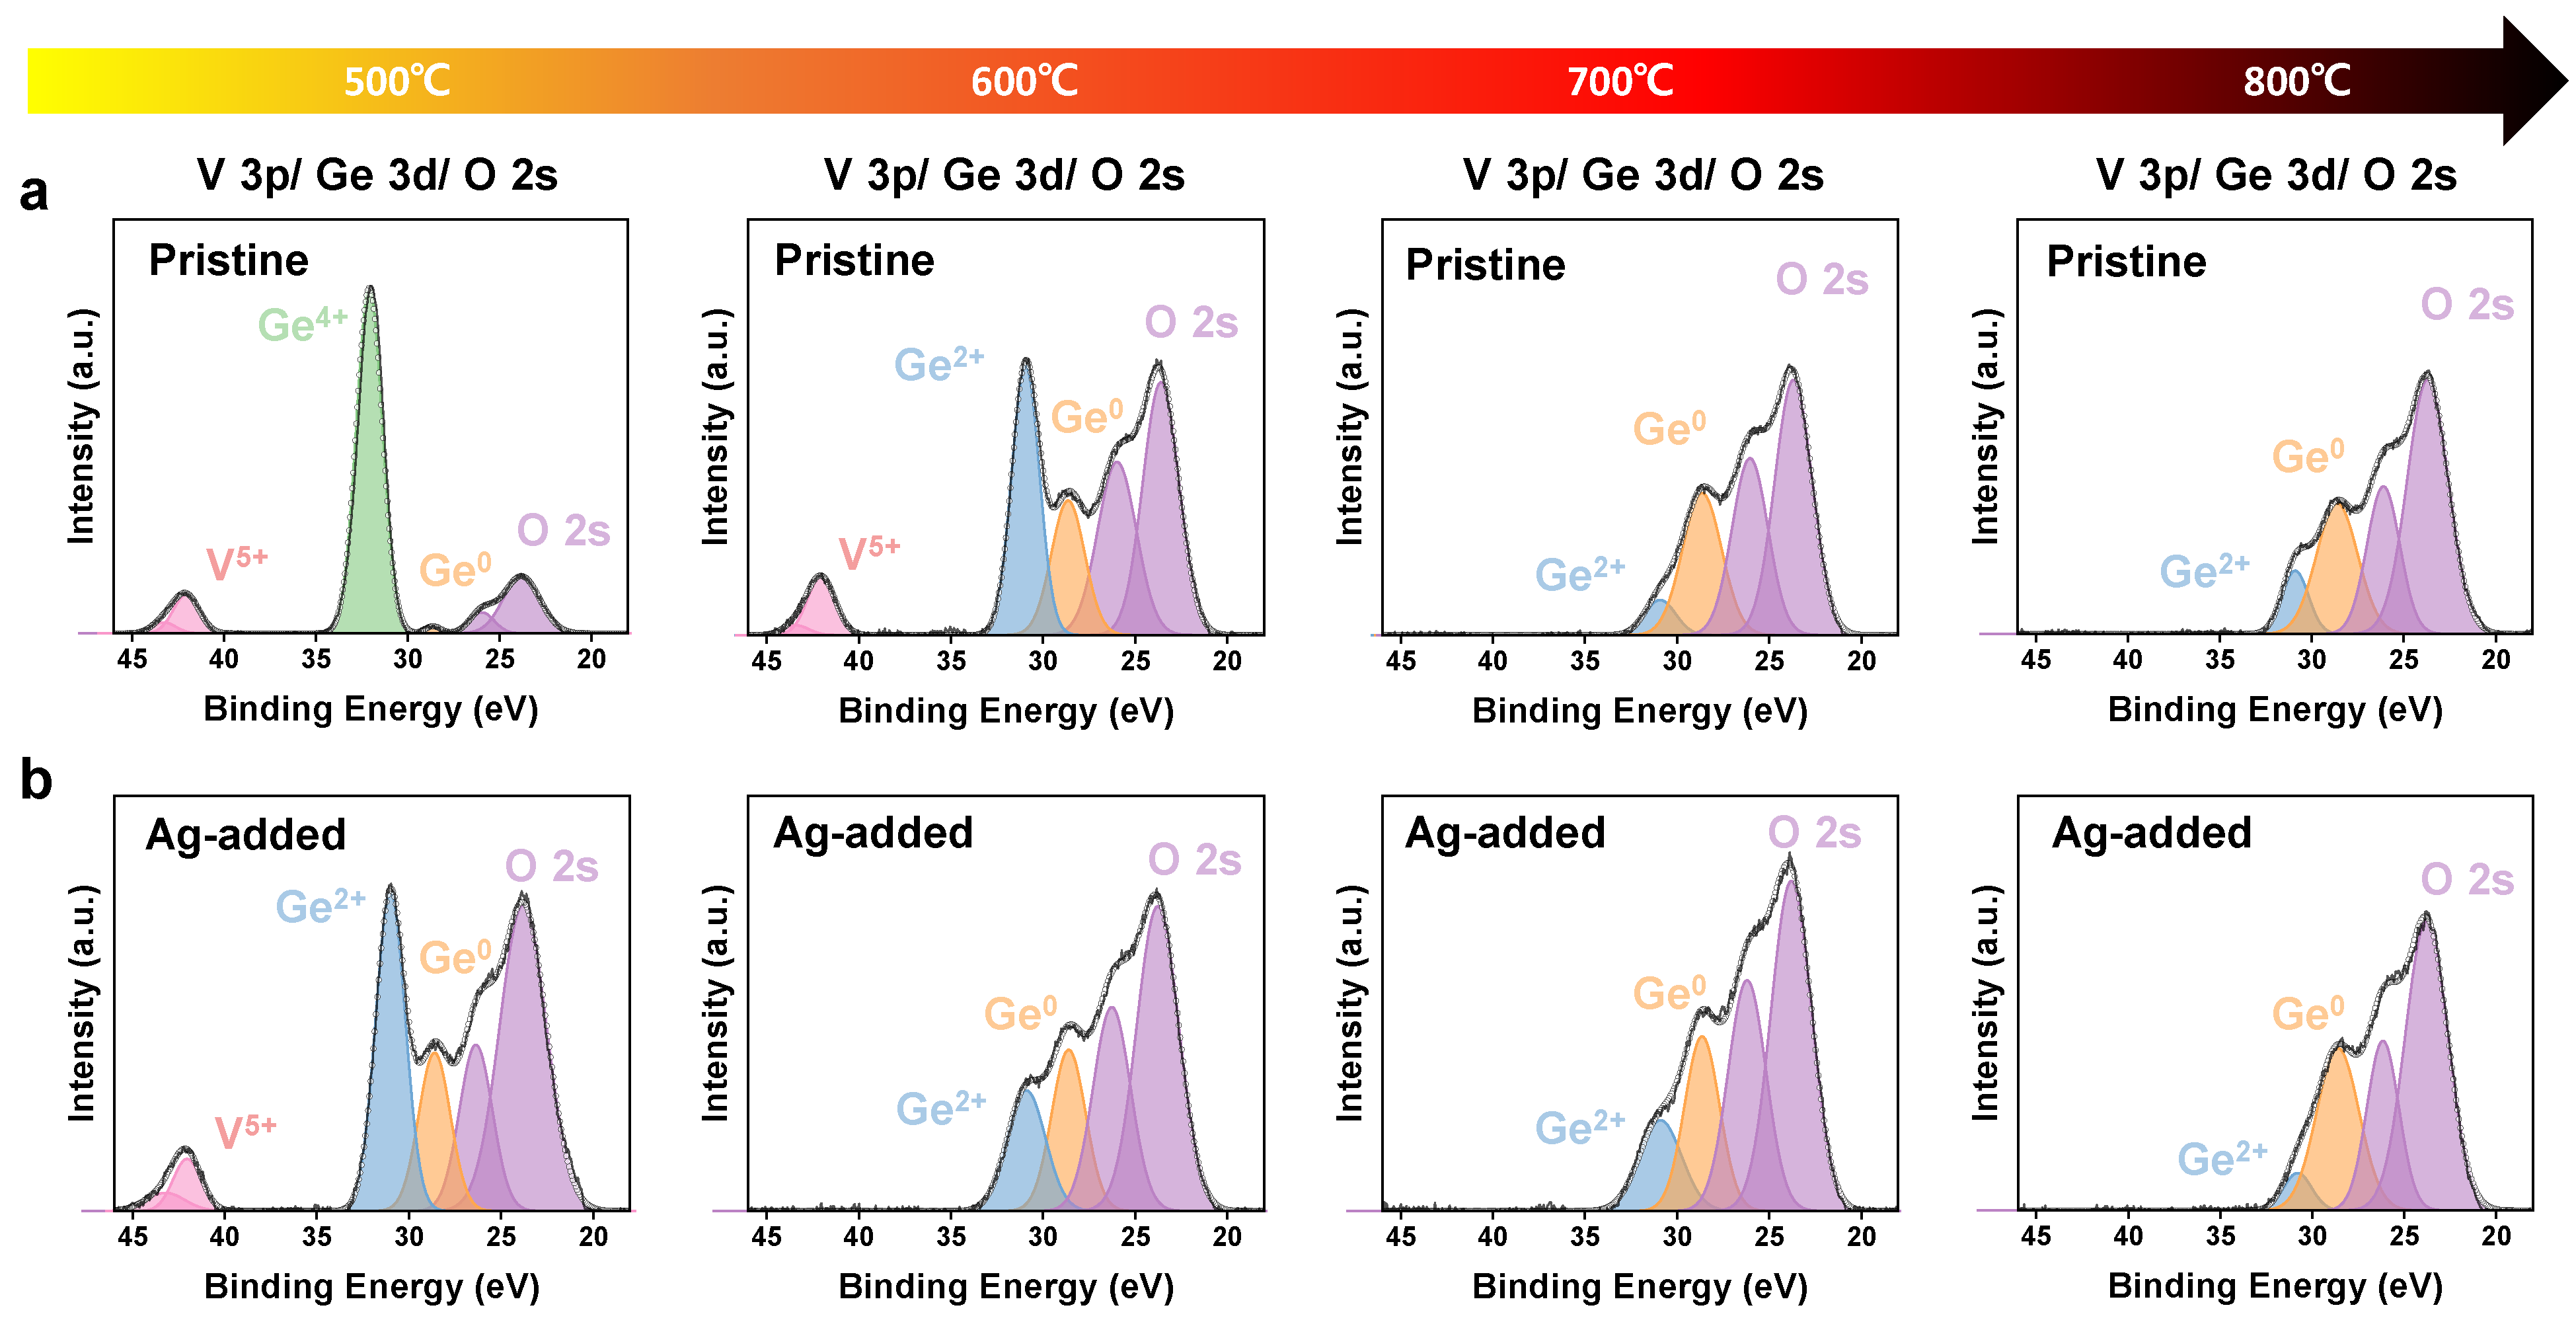 500℃ 600℃ 700℃ 800℃
V 3p/ Ge 3d/ O 2s V 3p/ Ge 3d/ O 2s V 3p/ Ge 3d/ O 2s V 3p/ Ge 3d/ O 2s
a
Pristine
Ge⁴⁺
V⁵⁺
Ge⁰
O 2s
Intensity (a.u.)
45 40 35 30 25 20
Binding Energy (eV)
Pristine
O 2s
Ge²⁺
Ge⁰
V⁵⁺
Intensity (a.u.)
45 40 35 30 25 20
Binding Energy (eV)
Pristine
O 2s
Ge⁰
Ge²⁺
Intensity (a.u.)
45 40 35 30 25 20
Binding Energy (eV)
Pristine
O 2s
Ge⁰
Ge²⁺
Intensity (a.u.)
45 40 35 30 25 20
Binding Energy (eV)
b
Ag-added
O 2s
Ge²⁺
Ge⁰
V⁵⁺
Intensity (a.u.)
45 40 35 30 25 20
Binding Energy (eV)
Ag-added
O 2s
Ge⁰
Ge²⁺
Intensity (a.u.)
45 40 35 30 25 20
Binding Energy (eV)
Ag-added
O 2s
Ge⁰
Ge²⁺
Intensity (a.u.)
45 40 35 30 25 20
Binding Energy (eV)
Ag-added
O 2s
Ge⁰
Ge²⁺
Intensity (a.u.)
45 40 35 30 25 20
Binding Energy (eV)